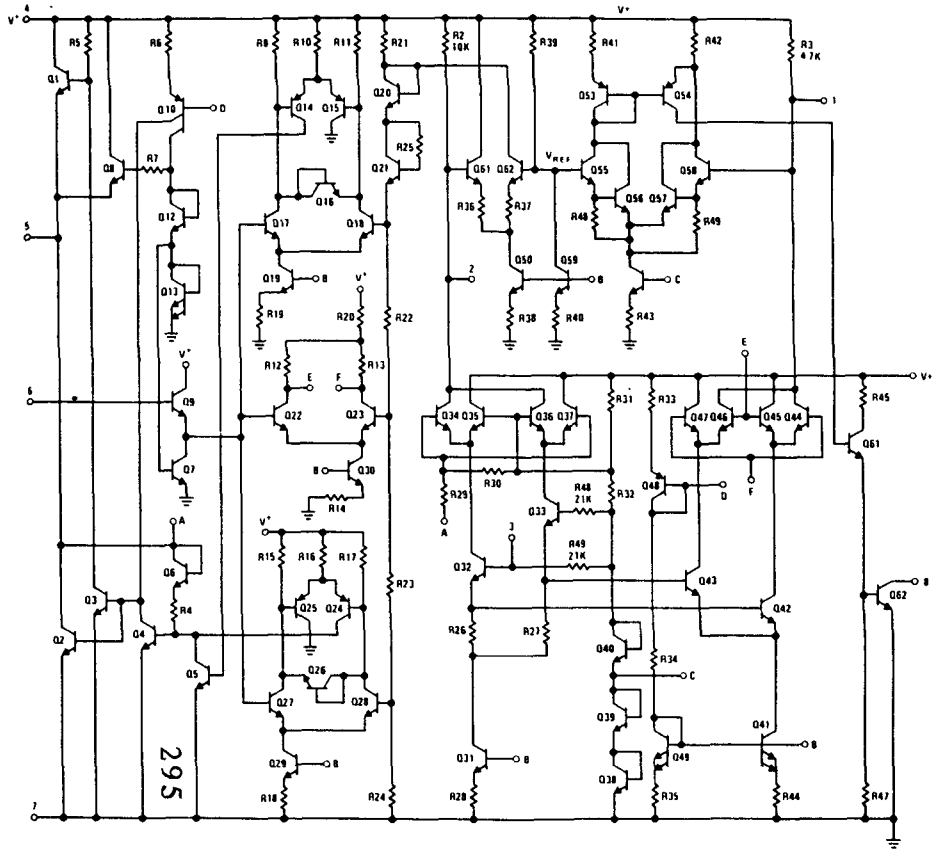 4 V+ V+
R5 R6 R9 R10 R11 R21 R2 10K R39 R41 R42 R3 4.7K
Q1 Q10 D Q14 Q15 Q20 Q53 Q54 1
Q8 R7 R25 Q21 Q61 Q62 VREF Q55 Q58
Q12 Q16 R36 R37 R48 Q56 Q57 R49
5 Q17 Q18
Q13 Q19 B 2 Q50 Q59 B C
R19 V+ R20 R22 R38 R40 R43
V+ R12 R13 E
E F V+
6 Q9 Q22 Q23 Q34 Q35 Q36 Q37 R31 R33 Q47 Q46 Q45 Q44 R45
Q7 B Q30 R30 Q48 F Q61
R14 R29 R48 21K R32 D
A V+ A Q33
Q6 R15 R16 R17 3 R49 21K
Q3 R4 Q25 Q24 R23 Q32 Q43 Q42 Q62 8
Q2 Q4 Q5 Q26 R26 R27 Q40 R34
Q27 Q28 C
Q39 Q41
295 Q29 B Q31 B Q38 Q49 B
7 R18 R24 R28 R35 R44 R47